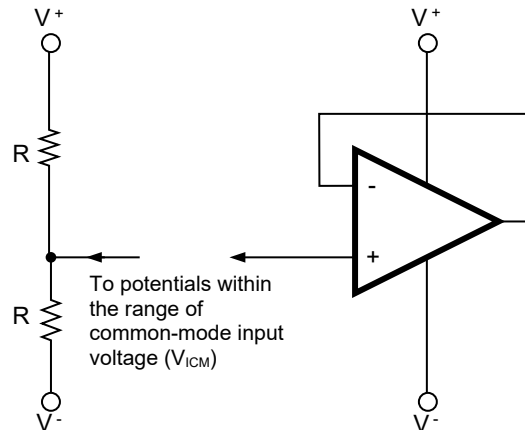 V+
V+
R
-
+
To potentials within
the range of
common-mode input
voltage (VICM)
R
V-
V-